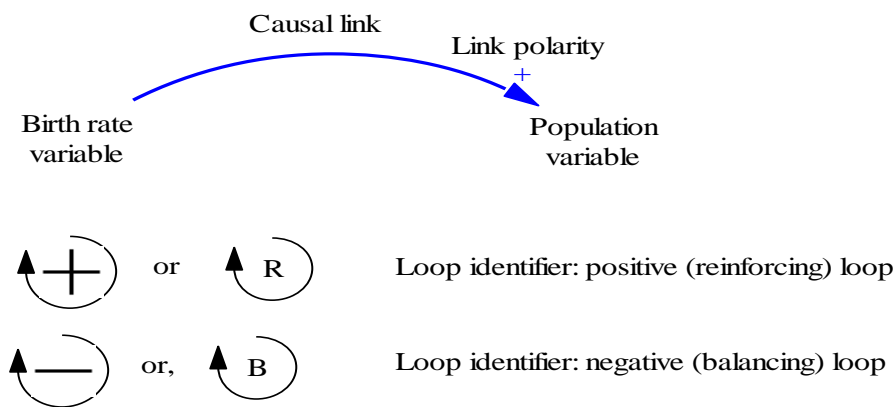 Causal link
Link polarity
+
Birth rate
variable
Population
variable
+ or R Loop identifier: positive (reinforcing) loop
— or, B Loop identifier: negative (balancing) loop